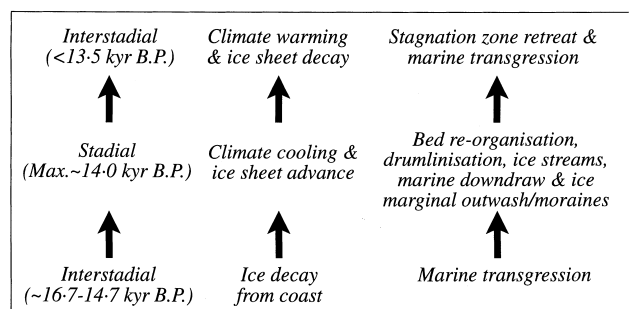 Interstadial
(<13·5 kyr B.P.)
Climate warming
& ice sheet decay
Stagnation zone retreat &
marine transgression
Stadial
(Max.~14·0 kyr B.P.)
Climate cooling &
ice sheet advance
Bed re-organisation,
drumlinisation, ice streams,
marine downdraw & ice
marginal outwash/moraines
Interstadial
(~16·7-14·7 kyr B.P.)
Ice decay
from coast
Marine transgression